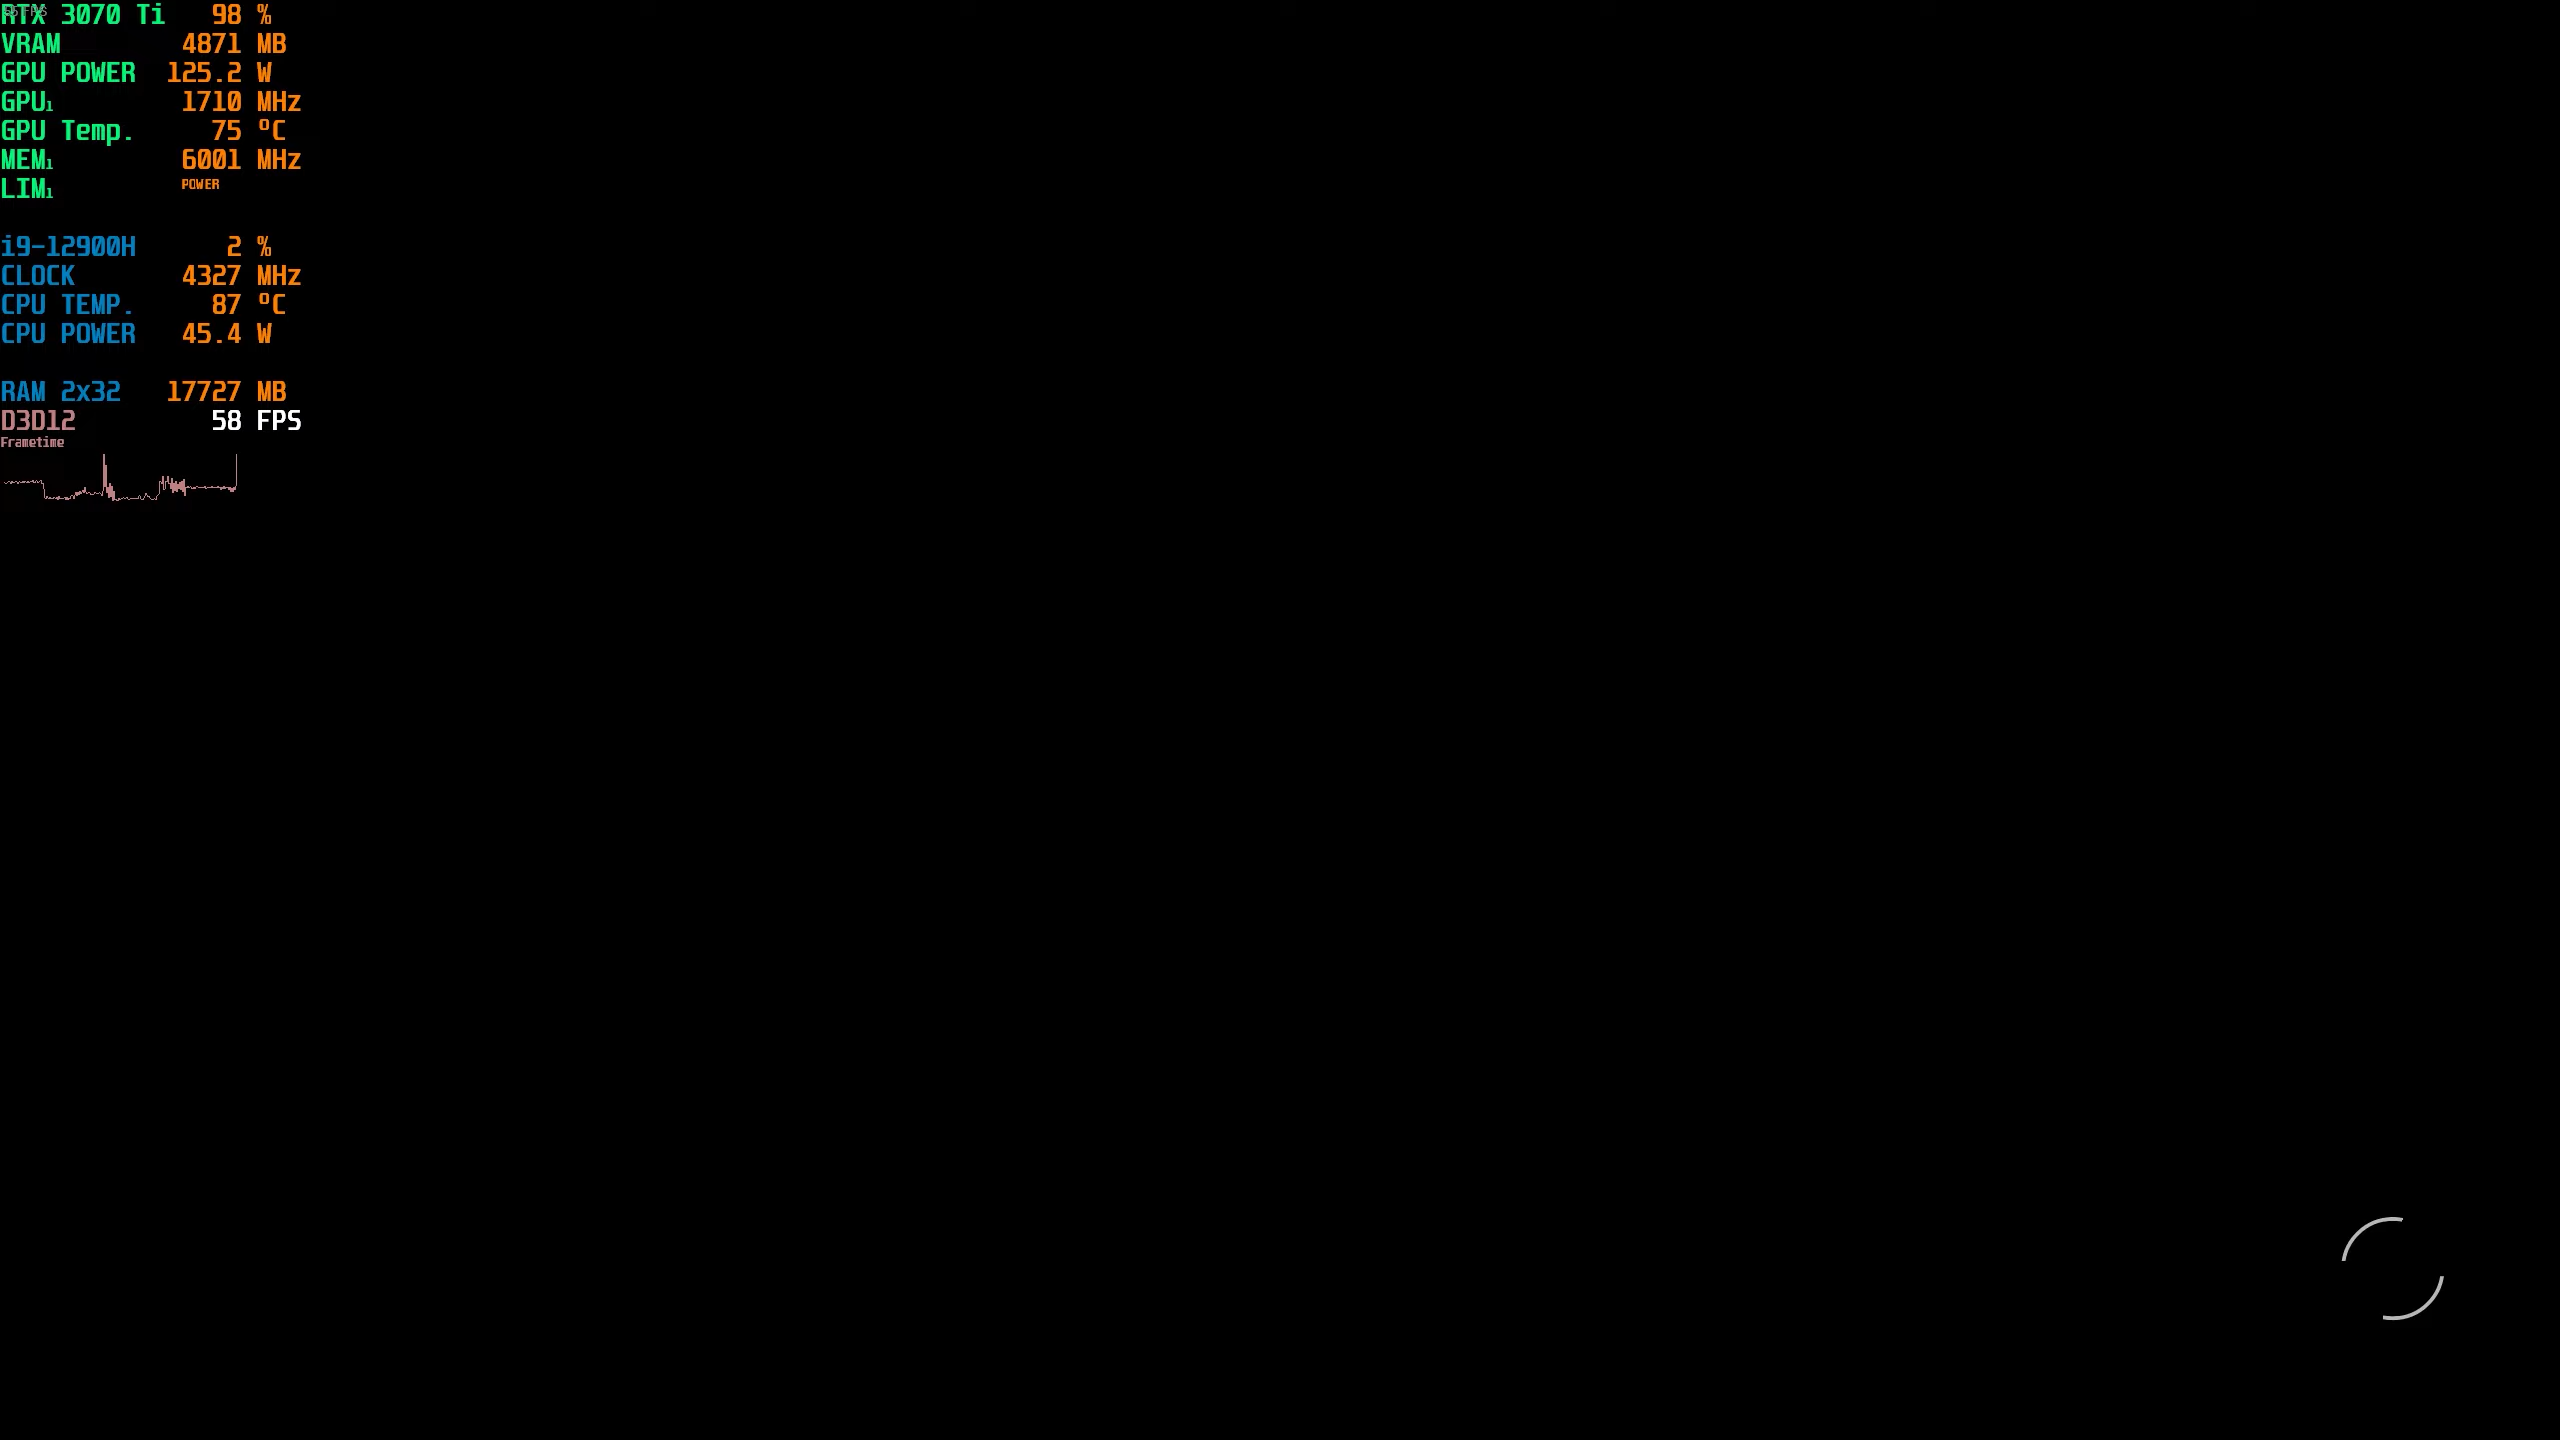 RTX 3070 Ti 98 %
VRAM 4871 MB
GPU POWER 125.2 W
GPU1 1710 MHz
GPU Temp. 75 °C
MEM1 6001 MHz
LIM1 POWER
i9-12900H 2 %
CLOCK 4327 MHz
CPU TEMP. 87 °C
CPU POWER 45.4 W
RAM 2x32 17727 MB
D3D12 58 FPS
Frametime